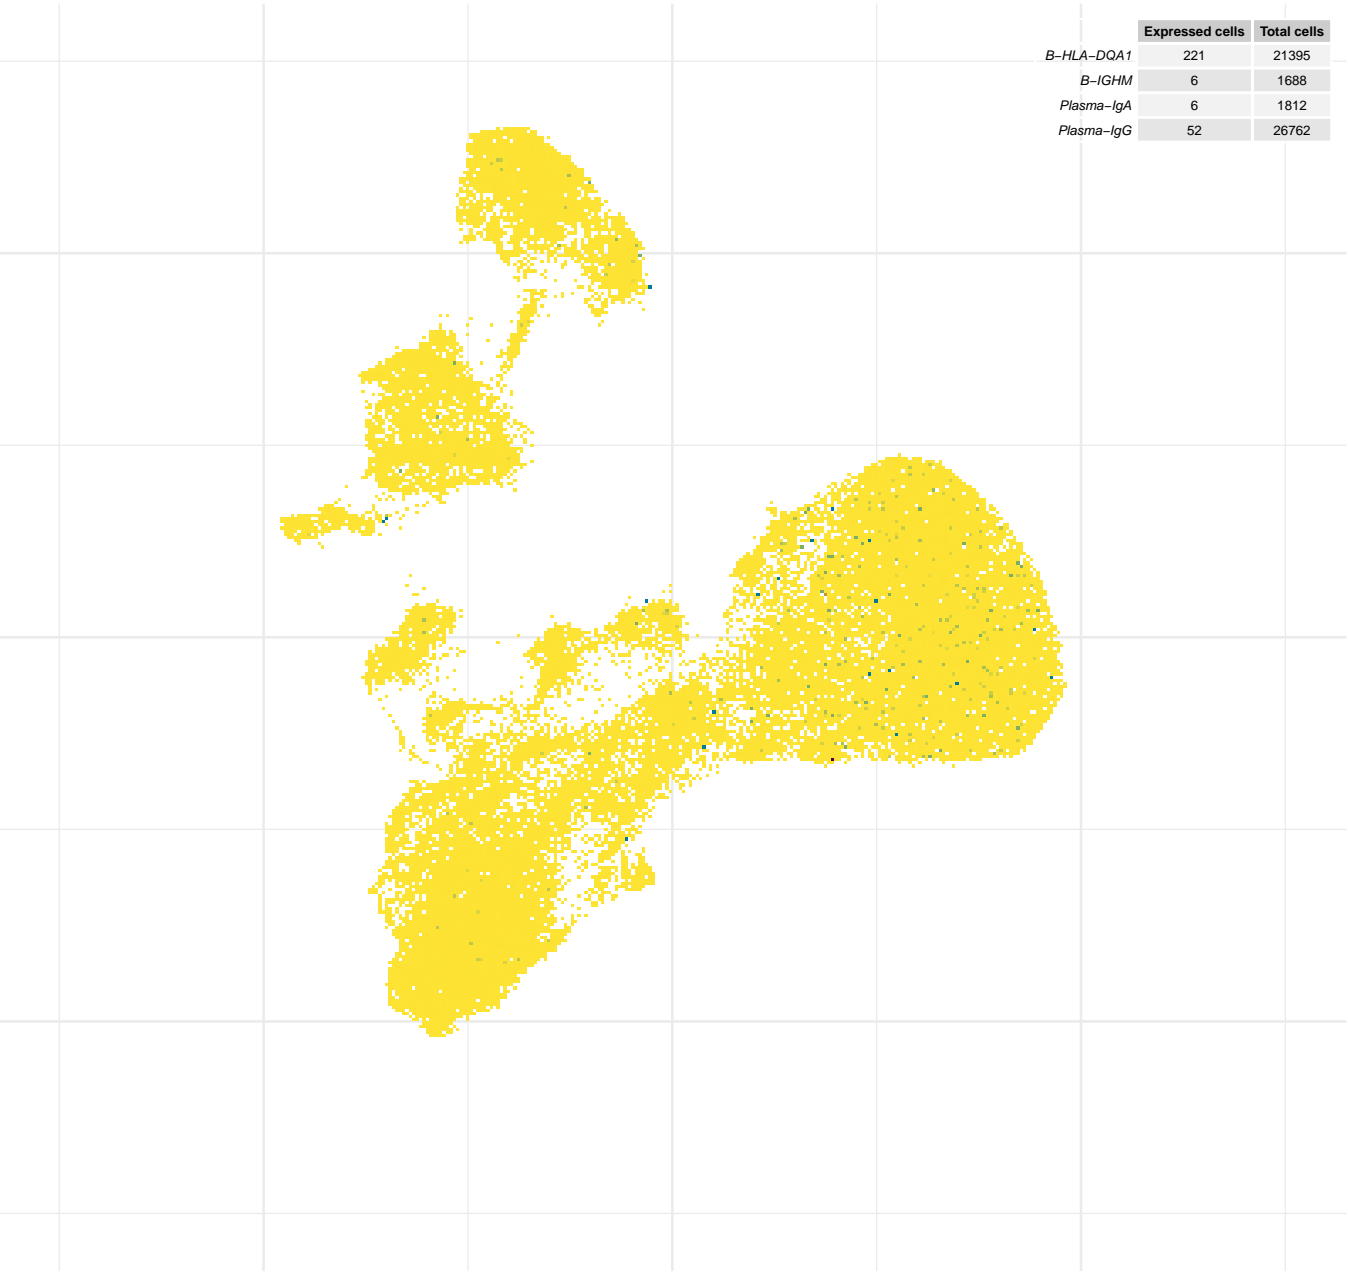 Expressed cells Total cells
B−HLA−DQA1 221 21395
B−IGHM 6 1688
Plasma−IgA 6 1812
Plasma−IgG 52 26762